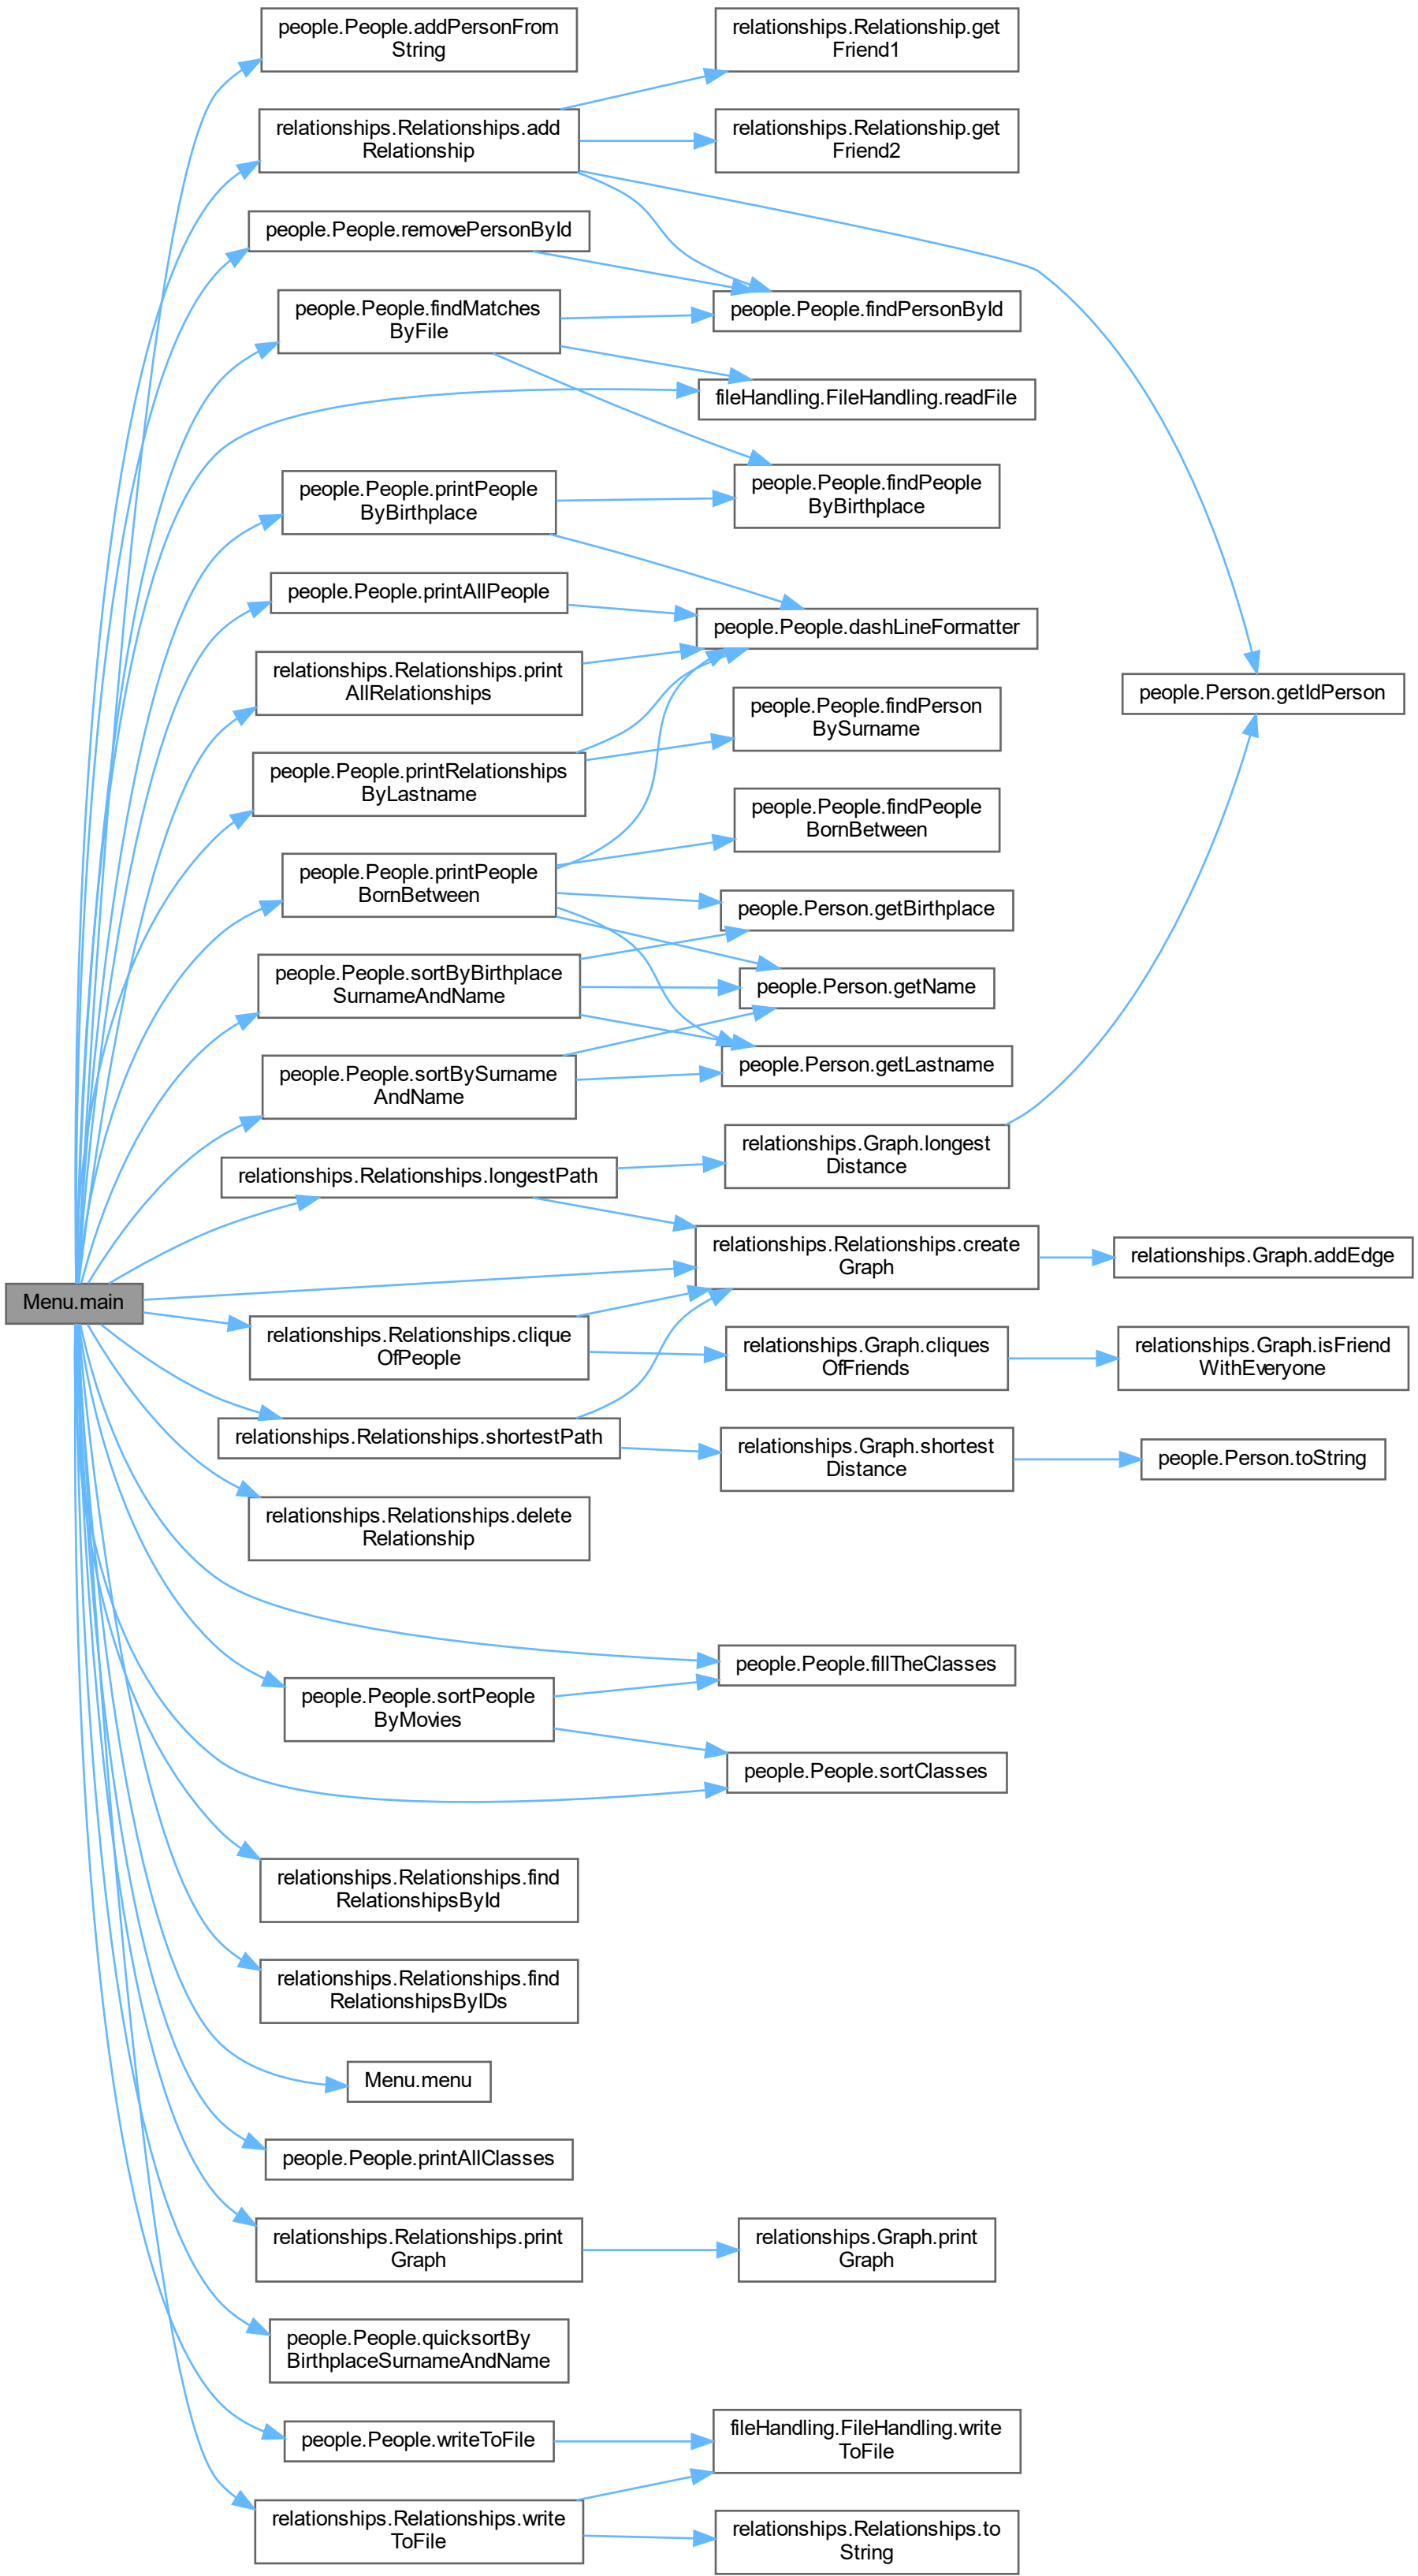 people.People.addPersonFrom
String
relationships.Relationship.get
Friend1
relationships.Relationships.add
Relationship
relationships.Relationship.get
Friend2
people.People.removePersonById
people.People.findPersonById
people.People.findMatches
ByFile
fileHandling.FileHandling.readFile
people.People.printPeople
ByBirthplace
people.People.findPeople
ByBirthplace
people.People.printAllPeople
people.People.dashLineFormatter
relationships.Relationships.print
AllRelationships
people.Person.getIdPerson
people.People.findPerson
BySurname
people.People.printRelationships
ByLastname
people.People.findPeople
BornBetween
people.People.printPeople
BornBetween
people.Person.getBirthplace
people.People.sortByBirthplace
SurnameAndName
people.Person.getName
people.People.sortBySurname
AndName
people.Person.getLastname
relationships.Relationships.longestPath
relationships.Graph.longest
Distance
relationships.Relationships.create
Graph
relationships.Graph.addEdge
Menu.main
relationships.Relationships.clique
OfPeople
relationships.Graph.cliques
OfFriends
relationships.Graph.isFriend
WithEveryone
relationships.Relationships.shortestPath
relationships.Graph.shortest
Distance
people.Person.toString
relationships.Relationships.delete
Relationship
people.People.fillTheClasses
people.People.sortPeople
ByMovies
people.People.sortClasses
relationships.Relationships.find
RelationshipsById
relationships.Relationships.find
RelationshipsByIDs
Menu.menu
people.People.printAllClasses
relationships.Relationships.print
Graph
relationships.Graph.print
Graph
people.People.quicksortBy
BirthplaceSurnameAndName
people.People.writeToFile
fileHandling.FileHandling.write
ToFile
relationships.Relationships.write
ToFile
relationships.Relationships.to
String